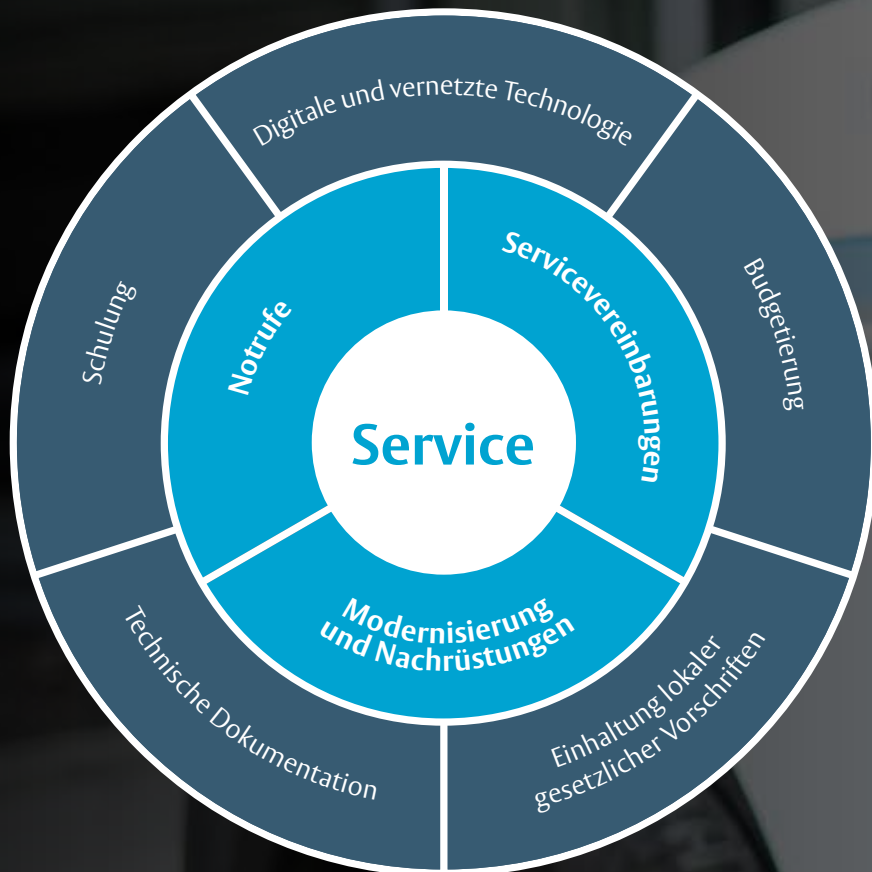 Digitale und vernetzte Technologie
Budgetierung
Einhaltung lokaler
gesetzlicher Vorschriften
Technische Dokumentation
Schulung
Servicevereinbarungen
Modernisierung
und Nachrüstungen
Notrufe
Service